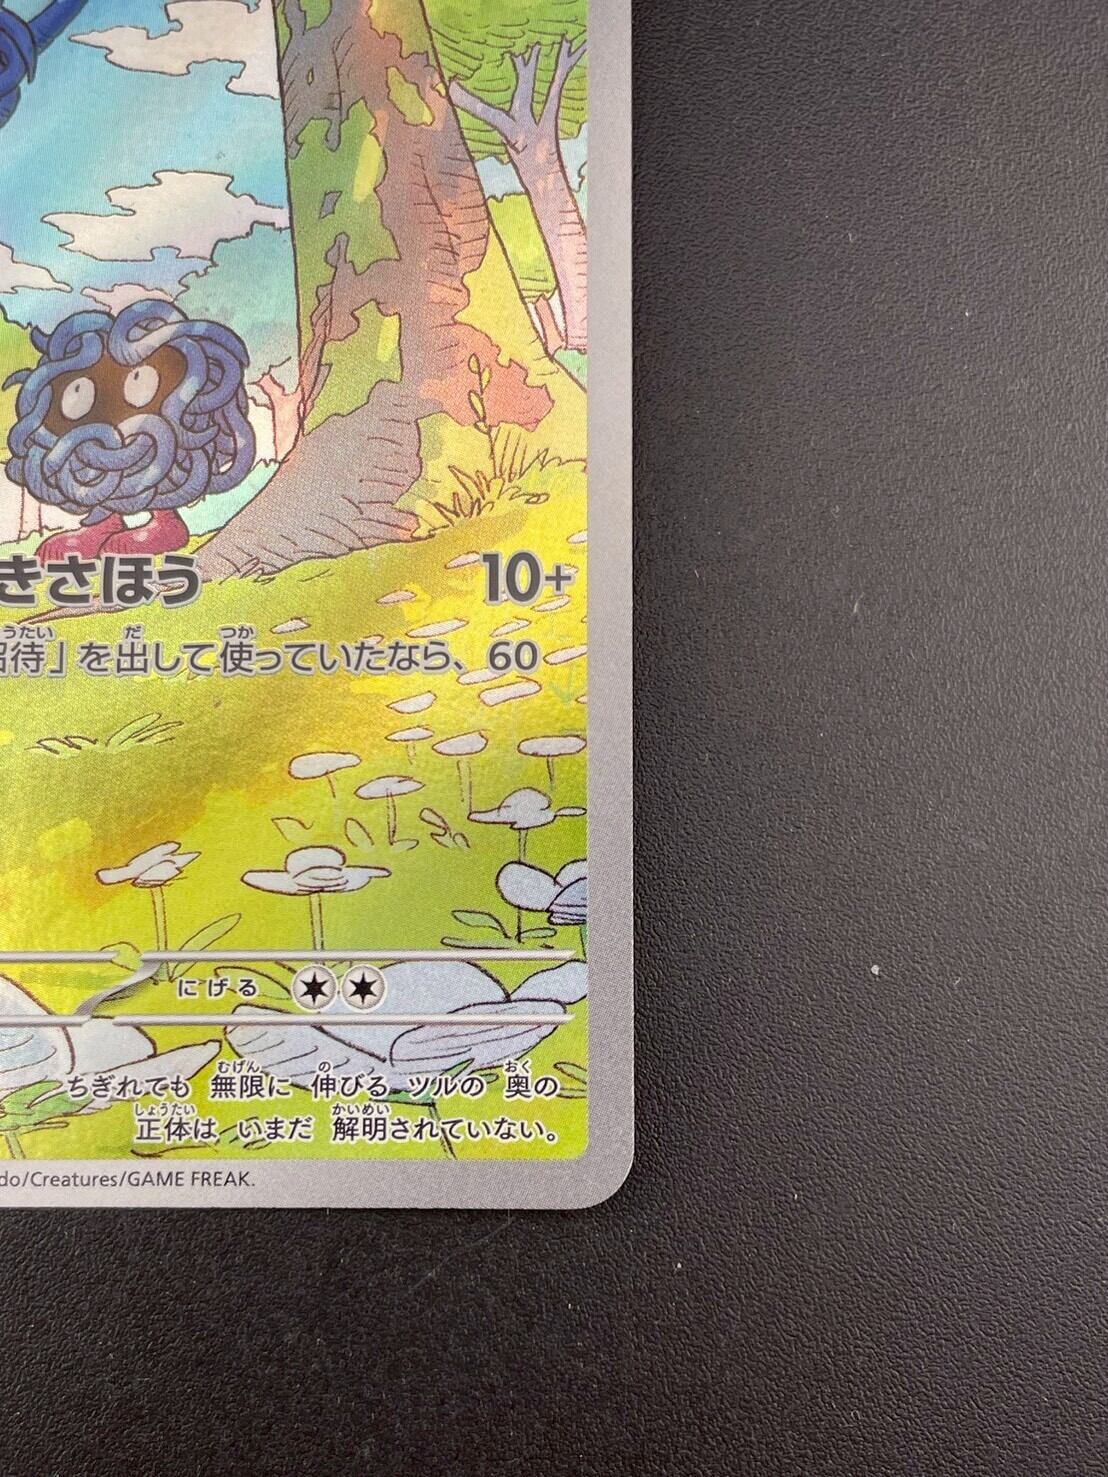 きさほう 10+
招待」を出して使っていたなら、60
うたい だ つか
にげる
ちぎれても 無限に 伸びる ツルの 奥の
むげん の おく
正体は いまだ 解明されていない。
しょうたい かいめい
do/Creatures/GAME FREAK.